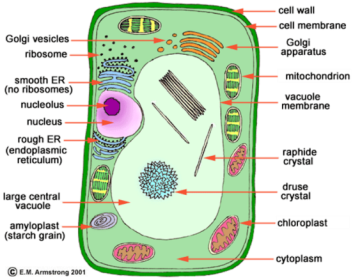 cell wall
cell membrane
Golgi vesicles
ribosome
Golgi
apparatus
smooth ER
(no ribosomes)
mitochondrion
nucleolus
vacuole
membrane
nucleus
rough ER
(endoplasmic
reticulum)
raphide
crystal
large central
vacuole
druse
crystal
amyloplast
(starch grain)
chloroplast
cytoplasm
© E.M. Armstrong 2001